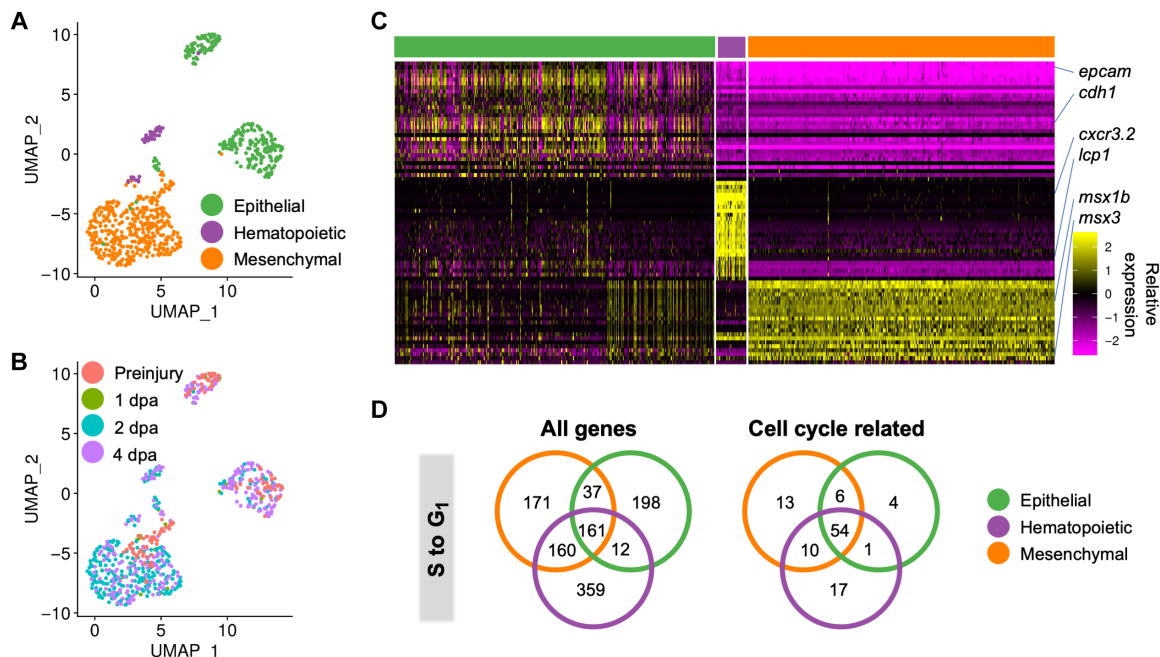 A
10
5
0
−5
−10
UMAP_2
0
5
10
UMAP_1
Epithelial
Hematopoietic
Mesenchymal
B
10
5
0
−5
−10
UMAP_2
0
5
10
UMAP_1
Preinjury
1 dpa
2 dpa
4 dpa
C
epcam
cdh1
cxcr3.2
lcp1
msx1b
msx3
2
1
0
−1
−2
Relative
expression
D
All genes
Cell cycle related
S to G1
171
37
198
161
160
12
359
13
6
4
54
10
1
17
Epithelial
Hematopoietic
Mesenchymal